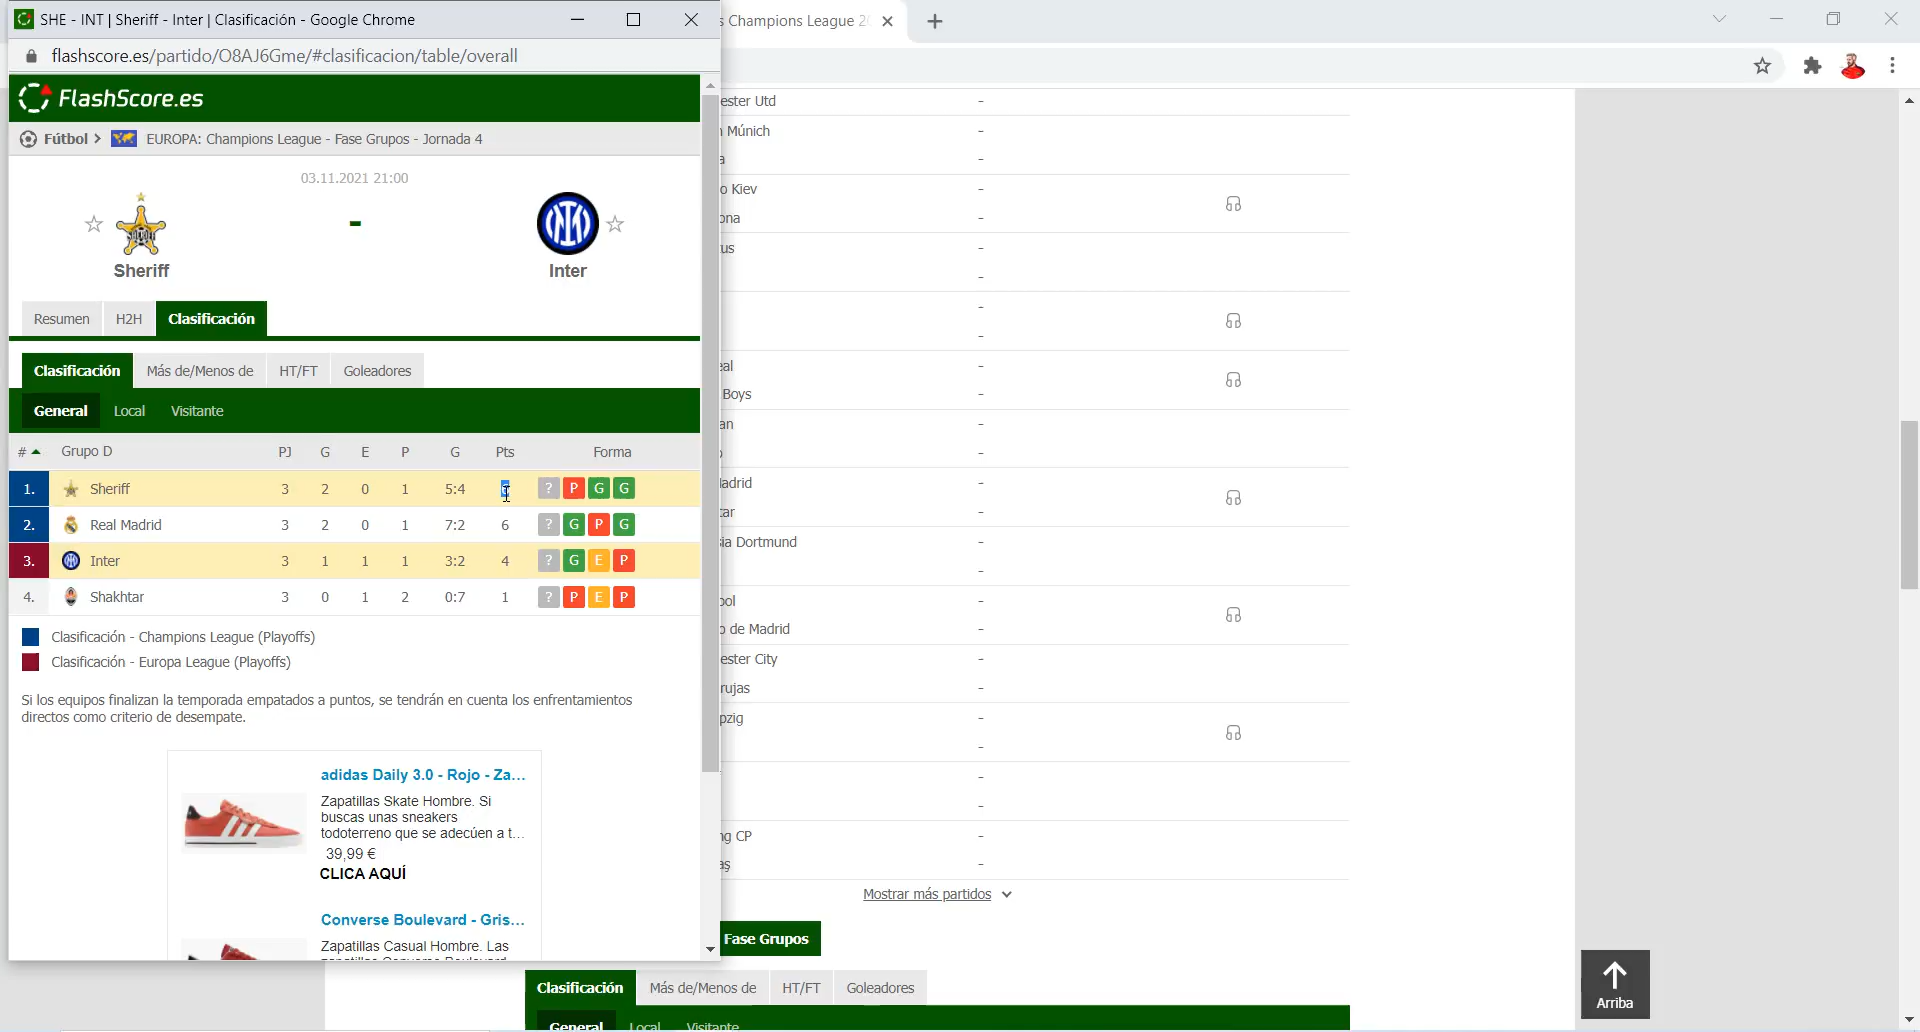 SHE - INT | Sheriff - Inter | Clasificación - Google Chrome
flashscore.es/partido/O8AJ6Gme/#clasificacion/table/overall
FlashScore.es
Fútbol > EUROPA: Champions League - Fase Grupos - Jornada 4
03.11.2021 21:00
-
Sheriff
Inter
Resumen H2H Clasificación
Clasificación Más de/Menos de HT/FT Goleadores
General Local Visitante
# Grupo D PJ G E P G Pts Forma
1. Sheriff 3 2 0 1 5:4 ? P G G
2. Real Madrid 3 2 0 1 7:2 6 ? G P G
3. Inter 3 1 1 1 3:2 4 ? G E P
4. Shakhtar 3 0 1 2 0:7 1 ? P E P
Clasificación - Champions League (Playoffs)
Clasificación - Europa League (Playoffs)
Si los equipos finalizan la temporada empatados a puntos, se tendrán en cuenta los enfrentamientos
directos como criterio de desempate.
adidas Daily 3.0 - Rojo - Za...
Zapatillas Skate Hombre. Si
buscas unas sneakers
todoterreno que se adecúen a t...
39,99 €
CLICA AQUÍ
Converse Boulevard - Gris...
Zapatillas Casual Hombre. Las
s Champions League 2
ester Utd -
n Múnich -
a -
o Kiev -
ona -
us -
-
-
-
eal -
Boys -
an -
-
adrid -
tar -
ia Dortmund -
-
ool -
o de Madrid -
ester City -
rujas -
pzig -
-
-
-
ng CP -
aş -
Mostrar más partidos
Fase Grupos
Clasificación Más de/Menos de HT/FT Goleadores
General Local Visitante
Arriba